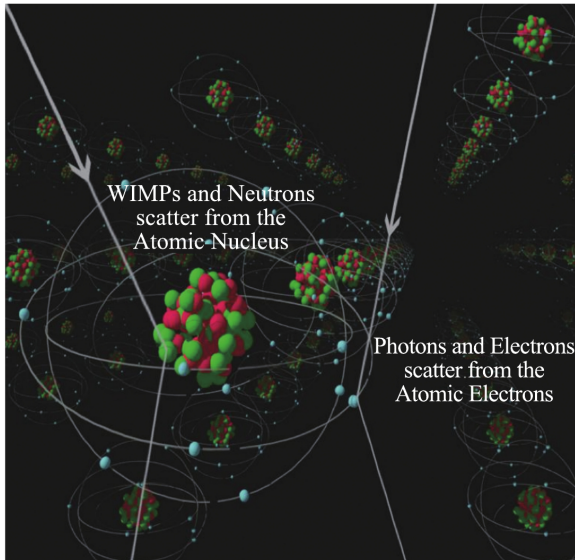 WIMPs and Neutrons
scatter from the
Atomic Nucleus
Photons and Electrons
scatter from the
Atomic Electrons